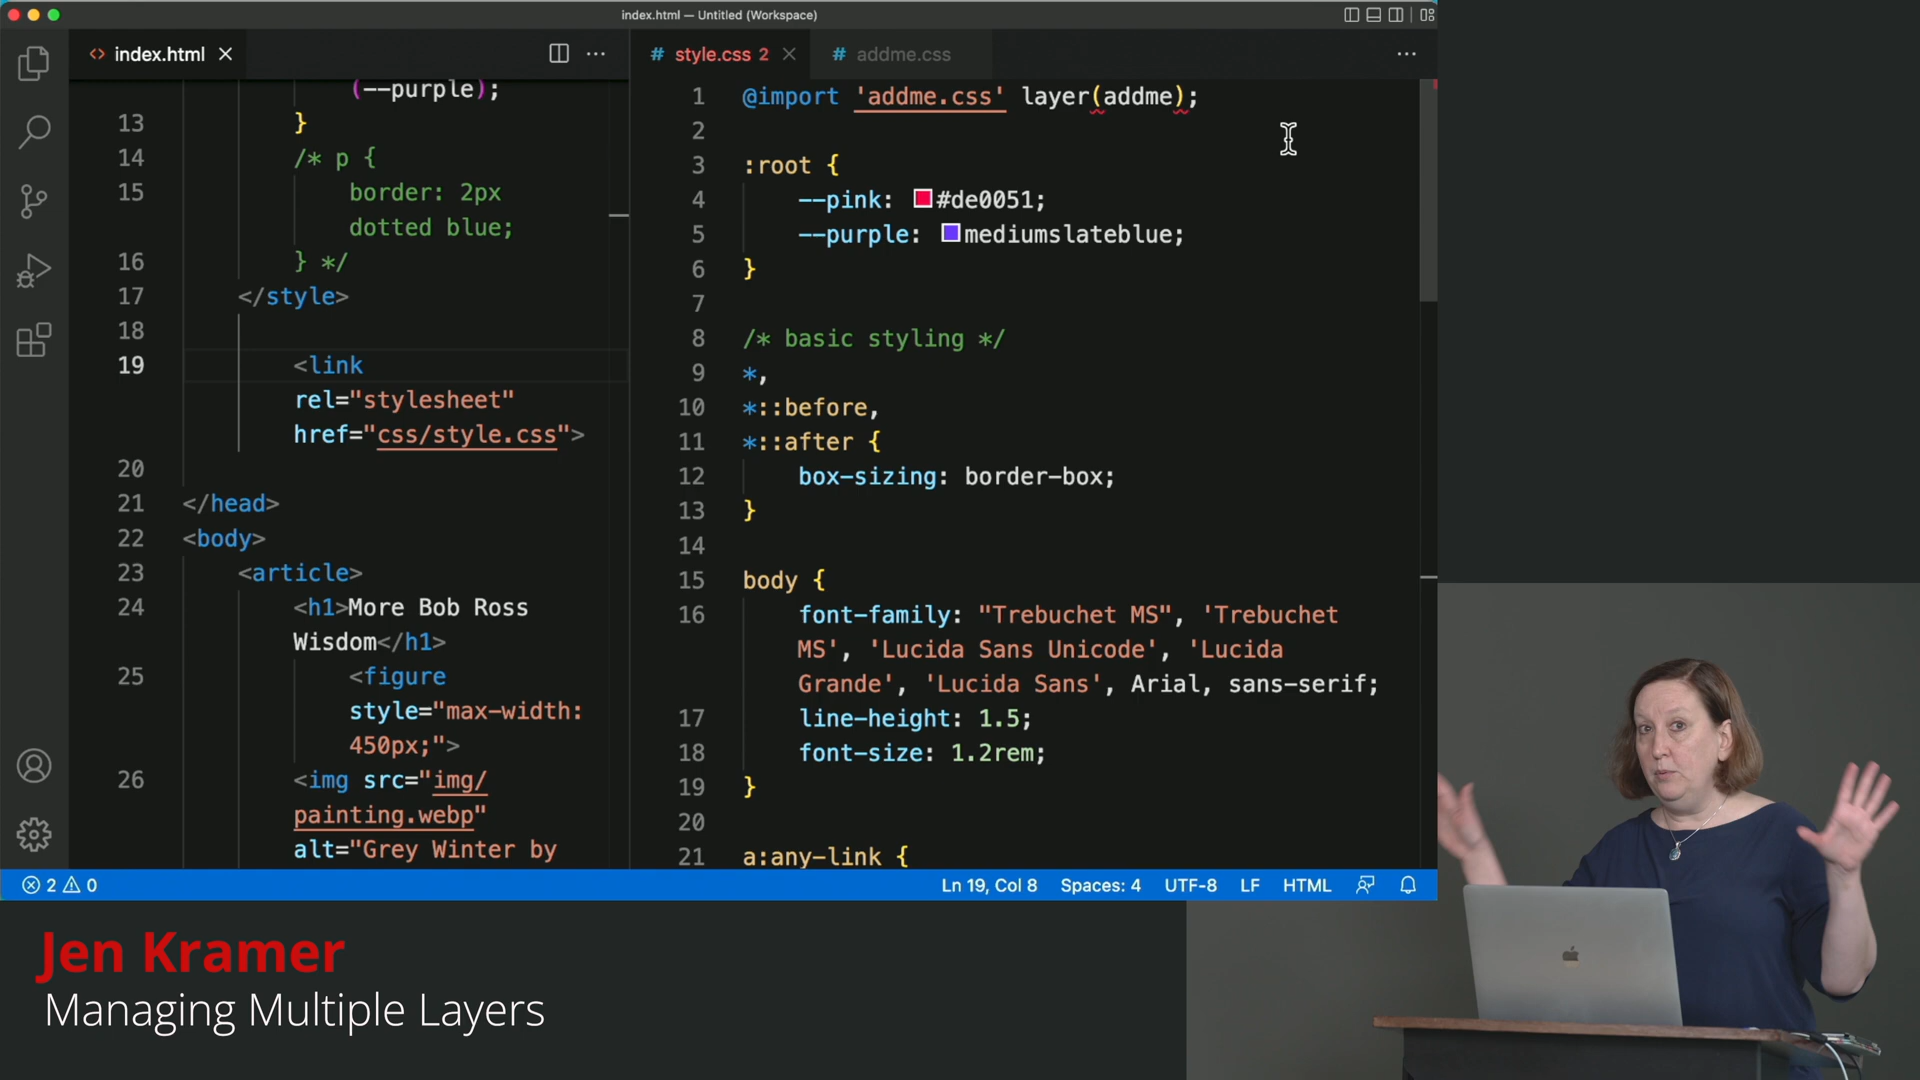 index.html — Untitled (Workspace)
index.html
style.css 2
addme.css
(--purple);
13 }
14 /* p {
15 border: 2px
dotted blue;
16 } */
17 </style>
18
19 <link
rel="stylesheet"
href="css/style.css">
20
21 </head>
22 <body>
23 <article>
24 <h1>More Bob Ross
Wisdom</h1>
25 <figure
style="max-width:
450px;">
26 <img src="img/
painting.webp"
alt="Grey Winter by
1 @import 'addme.css' layer(addme);
2
3 :root {
4 --pink: #de0051;
5 --purple: mediumslateblue;
6 }
7
8 /* basic styling */
9 *,
10 *::before,
11 *::after {
12 box-sizing: border-box;
13 }
14
15 body {
16 font-family: "Trebuchet MS", 'Trebuchet
MS', 'Lucida Sans Unicode', 'Lucida
Grande', 'Lucida Sans', Arial, sans-serif;
17 line-height: 1.5;
18 font-size: 1.2rem;
19 }
20
21 a:any-link {
2 0
Ln 19, Col 8 Spaces: 4 UTF-8 LF HTML
Jen Kramer
Managing Multiple Layers